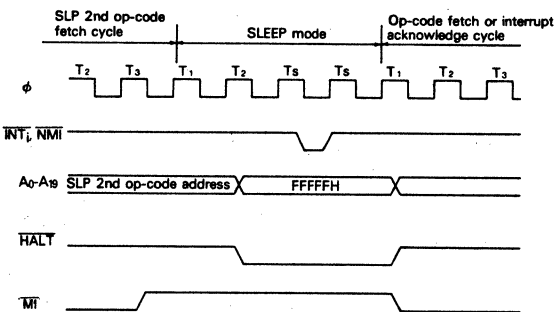 SLP 2nd op-code
fetch cycle
SLEEP mode
Op-code fetch or interrupt
acknowledge cycle
T2 T3 T1 T2 TS TS T1 T2 T3
φ
INTi, NMI
A0-A19 SLP 2nd op-code address FFFFFH
HALT
M1